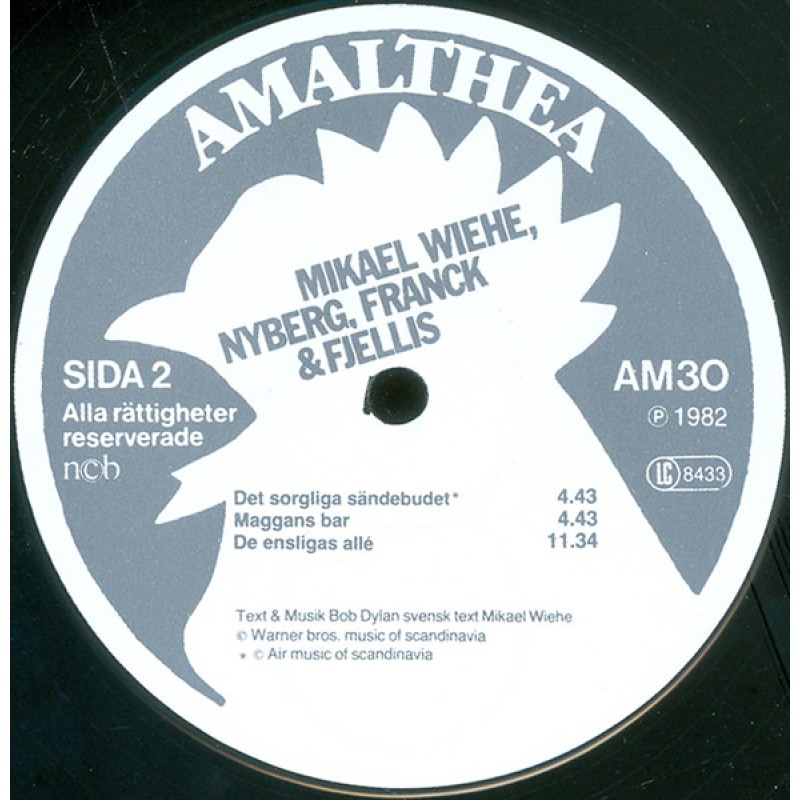 AMALTHEA
MIKAEL WIEHE,
NYBERG, FRANCK
& FJELLIS
SIDA 2
Alla rättigheter
reserverade
n©b
AM30
℗ 1982
LC 8433
Det sorgliga sändebudet* 4.43
Maggans bar 4.43
De ensligas allé 11.34
Text & Musik Bob Dylan svensk text Mikael Wiehe
© Warner bros. music of scandinavia
* © Air music of scandinavia